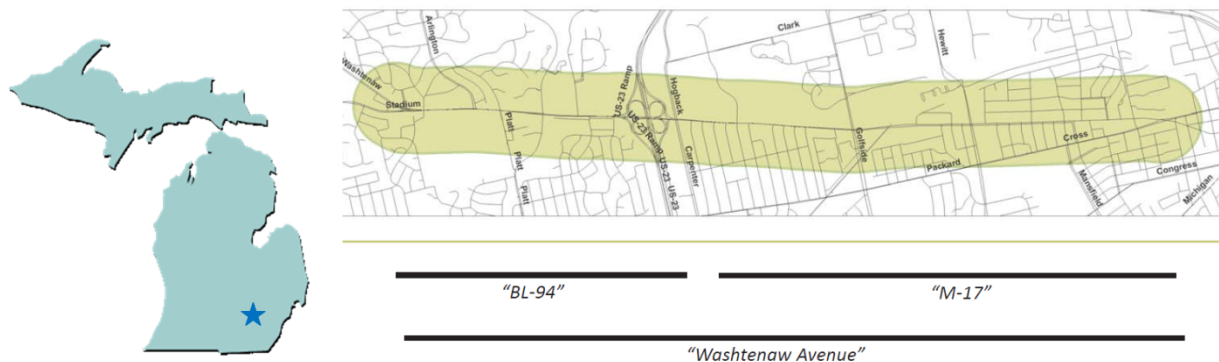 Arlington
Washtenaw
Stadium
Platt
Platt
Platt
US-23 Ramp
US-23 Ramp
US-23
US-23
Hogback
Carpenter
Clark
Golfside
Hewitt
Packard
Cross
Mansfield
Congress
Michigan
“BL-94”
“M-17”
“Washtenaw Avenue”